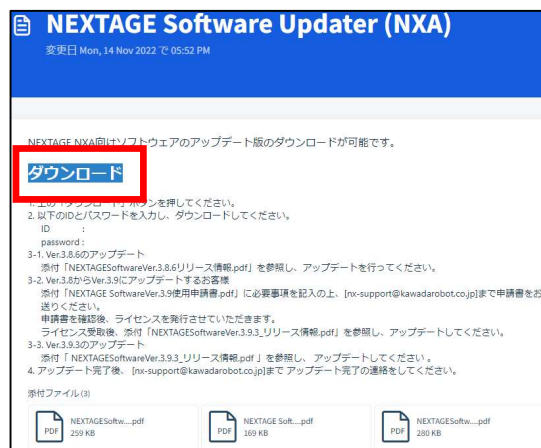 NEXTAGE Software Updater (NXA)
変更日 Mon, 14 Nov 2022 で 05:52 PM
NEXTAGE NXA向けソフトウェアのアップデート版のダウンロードが可能です。
ダウンロード
1. 上の「ダウンロード」ボタンを押してください。
2. 以下のIDとパスワードを入力し、ダウンロードしてください。
ID :
password :
3-1. Ver.3.8.6のアップデート
添付「NEXTAGESoftwareVer.3.8.6リリース情報.pdf」を参照し、アップデートを行ってください。
3-2. Ver.3.8からVer.3.9にアップデートするお客様
添付「NEXTAGE SoftwareVer.3.9使用申請書.pdf」に必要事項を記入の上、[nx-support@kawadarobot.co.jp]まで申請書をお
送りください。
申請書を確認後、ライセンスを発行させていただきます。
ライセンス受取後、添付「NEXTAGESoftwareVer.3.9.3_リリース情報.pdf」を参照し、アップデートしてください。
3-3. Ver.3.9.3のアップデート
添付「 NEXTAGESoftwareVer.3.9.3_リリース情報.pdf 」を参照し、 アップデートしてください 。
4. アップデート完了後、 [nx-support@kawadarobot.co.jp]まで アップデート完了の連絡をしてください。
添付ファイル (3)
PDF NEXTAGESoftw....pdf 259 KB
PDF NEXTAGE Soft....pdf 169 KB
PDF NEXTAGESoftw....pdf 280 KB